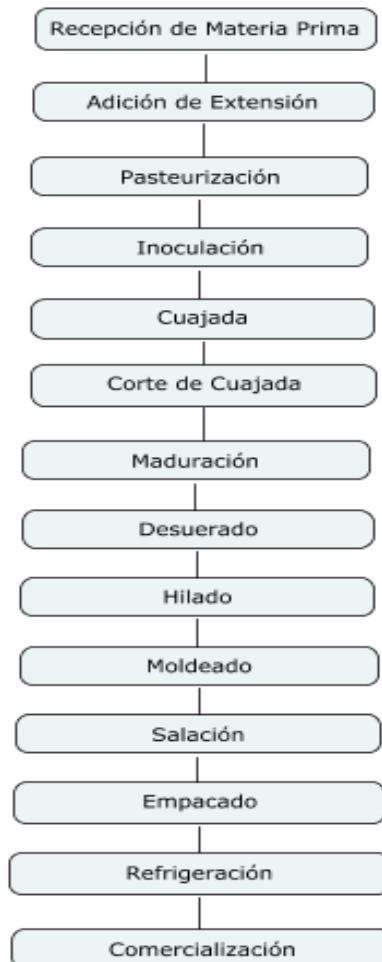 Recepción de Materia Prima
Adición de Extensión
Pasteurización
Inoculación
Cuajada
Corte de Cuajada
Maduración
Desuerado
Hilado
Moldeado
Salación
Empacado
Refrigeración
Comercialización